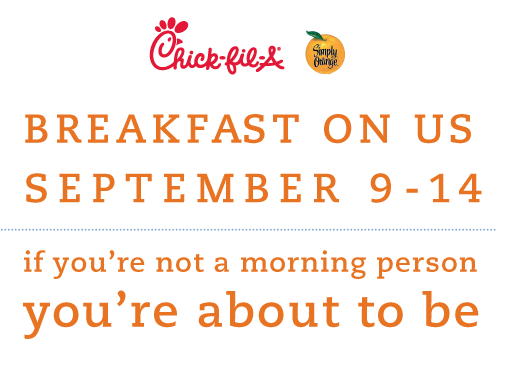 Chick-fil-A®
Simply
Orange
BREAKFAST ON US
SEPTEMBER 9-14
if you're not a morning person
you're about to be